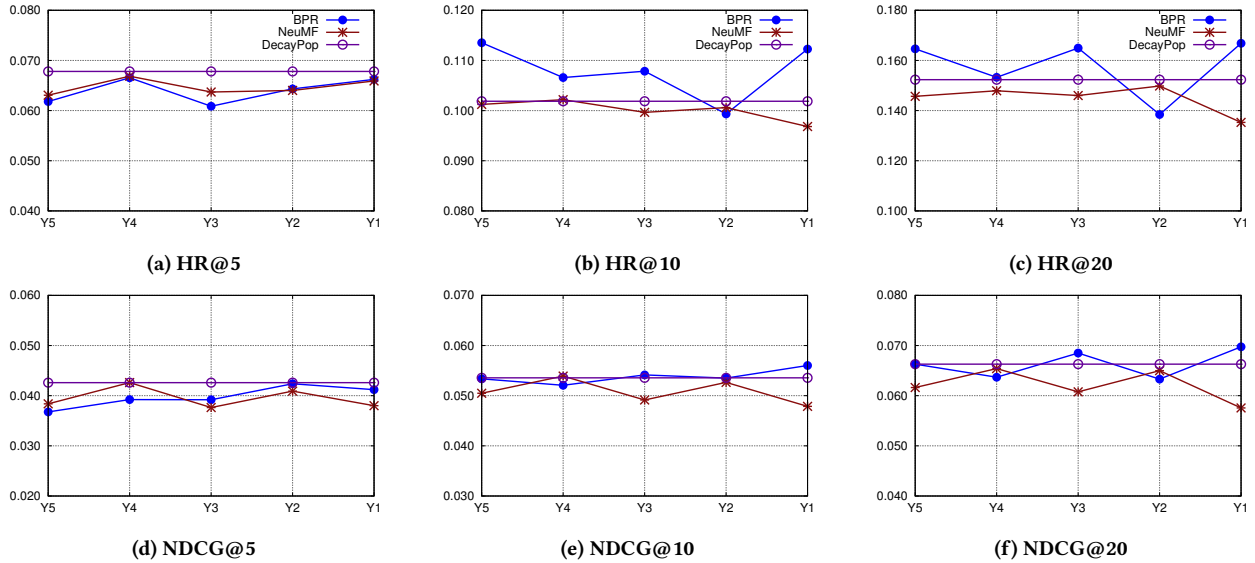 0.080
0.070
0.060
0.050
0.040
Y5 Y4 Y3 Y2 Y1
BPR
NeuMF
DecayPop
(a) HR@5
0.120
0.110
0.100
0.090
0.080
Y5 Y4 Y3 Y2 Y1
BPR
NeuMF
DecayPop
(b) HR@10
0.180
0.160
0.140
0.120
0.100
Y5 Y4 Y3 Y2 Y1
BPR
NeuMF
DecayPop
(c) HR@20
0.060
0.050
0.040
0.030
0.020
Y5 Y4 Y3 Y2 Y1
(d) NDCG@5
0.070
0.060
0.050
0.040
0.030
Y5 Y4 Y3 Y2 Y1
(e) NDCG@10
0.080
0.070
0.060
0.050
0.040
Y5 Y4 Y3 Y2 Y1
(f) NDCG@20